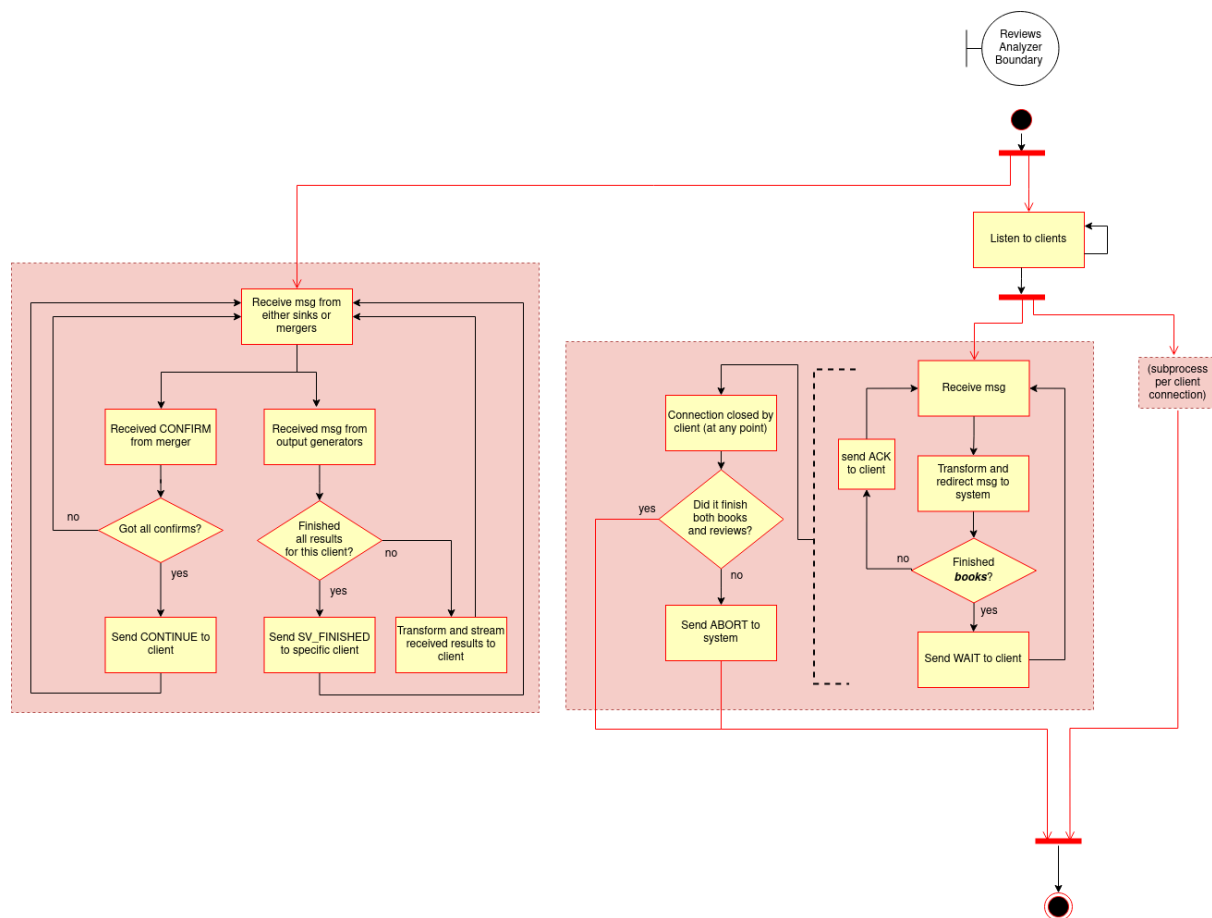 Reviews
Analyzer
Boundary
Listen to clients
Receive msg from
either sinks or
mergers
Received CONFIRM
from merger
Received msg from
output generators
no
Got all confirms?
yes
Finished
all results
for this client?
no
yes
Send CONTINUE to
client
Send SV_FINISHED
to specific client
Transform and stream
received results to
client
Connection closed by
client (at any point)
yes
Did it finish
both books
and reviews?
no
Send ABORT to
system
Receive msg
send ACK
to client
Transform and
redirect msg to
system
no
Finished
books?
yes
Send WAIT to client
(subprocess
per client
connection)